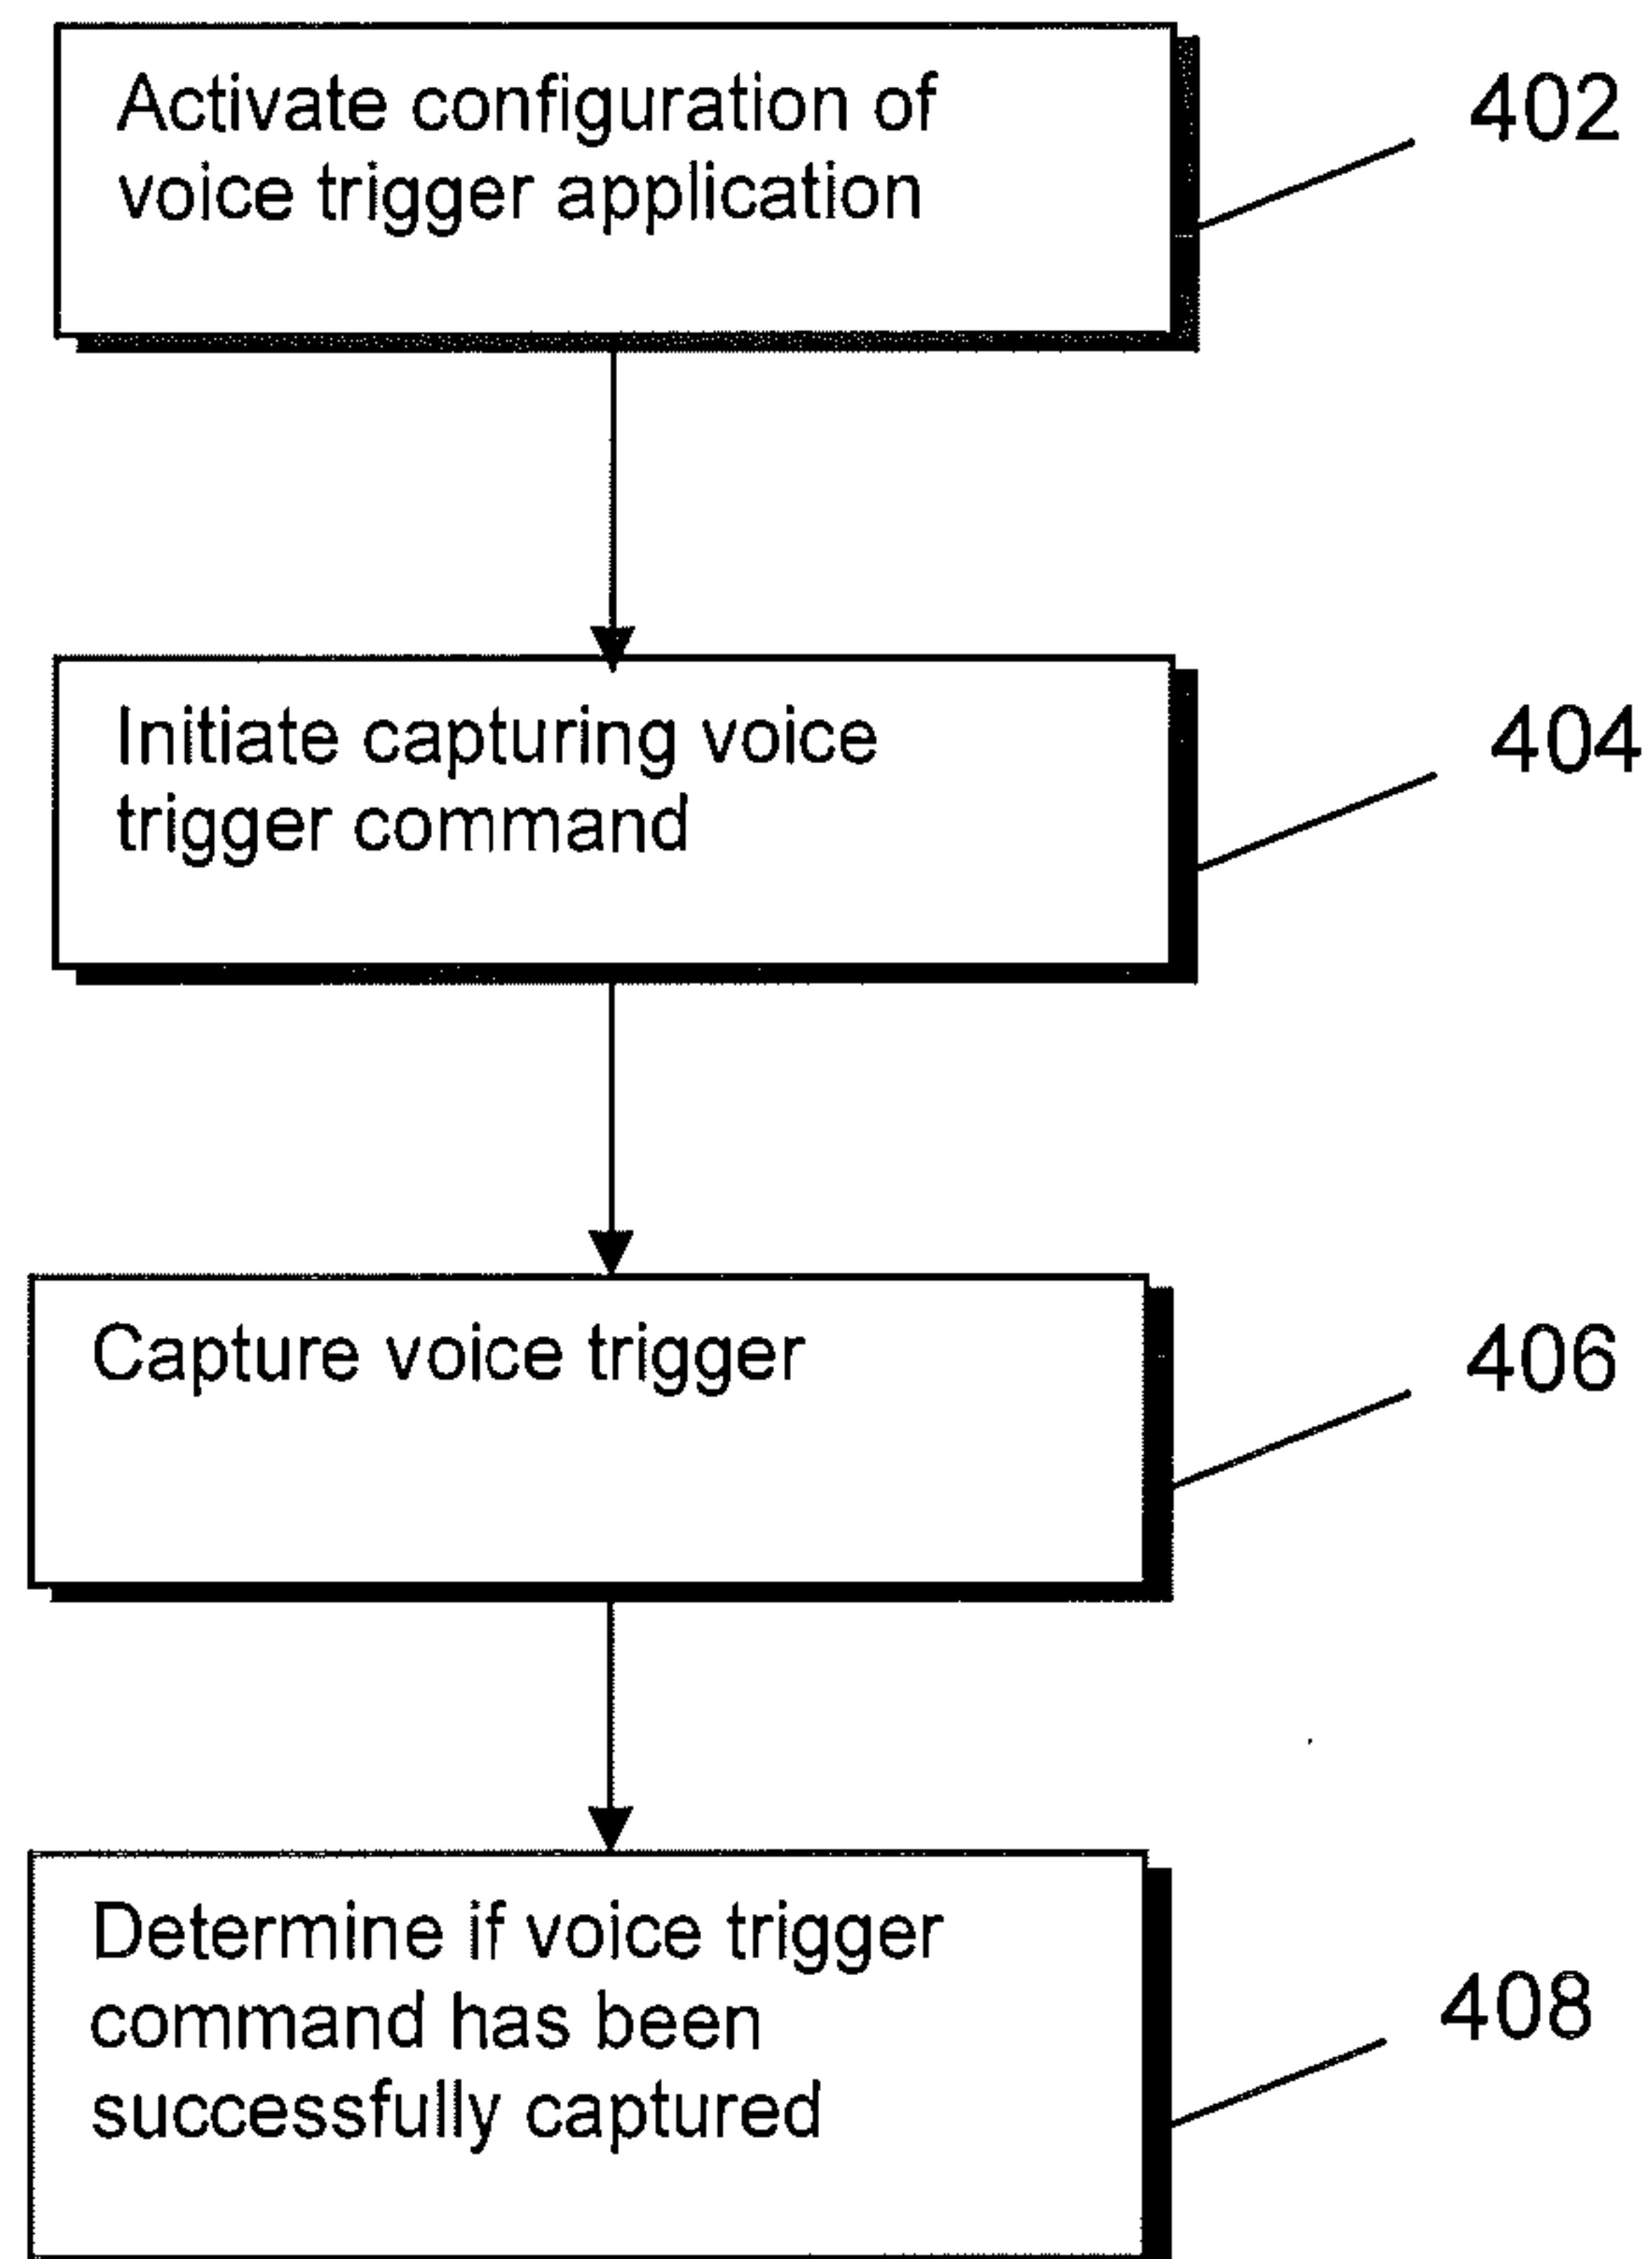 Activate configuration of
voice trigger application
402
Initiate capturing voice
trigger command
404
Capture voice trigger
406
Determine if voice trigger
command has been
successfully captured
408